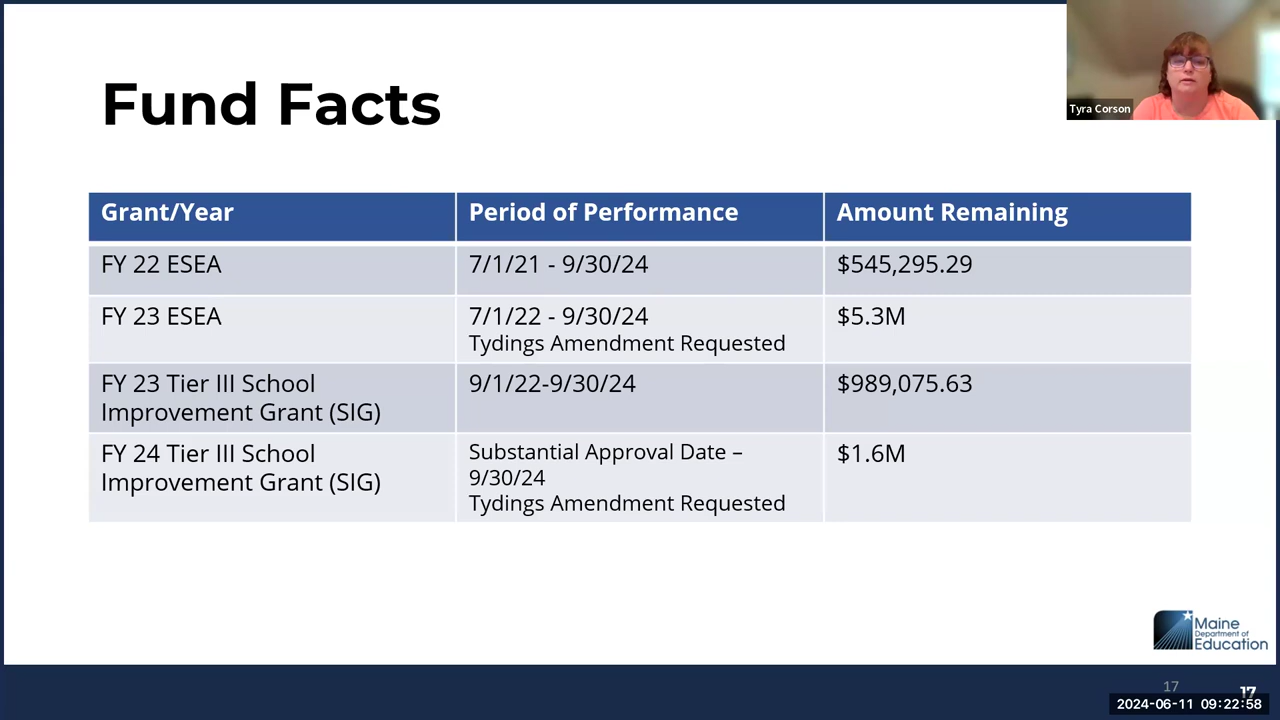 Fund Facts
Tyra Corson
Grant/Year
Period of Performance
Amount Remaining
FY 22 ESEA
7/1/21 - 9/30/24
$545,295.29
FY 23 ESEA
7/1/22 - 9/30/24
Tydings Amendment Requested
$5.3M
FY 23 Tier III School
Improvement Grant (SIG)
9/1/22-9/30/24
$989,075.63
FY 24 Tier III School
Improvement Grant (SIG)
Substantial Approval Date –
9/30/24
Tydings Amendment Requested
$1.6M
Maine
Department of
Education
17
17
2024-06-11 09:22:58